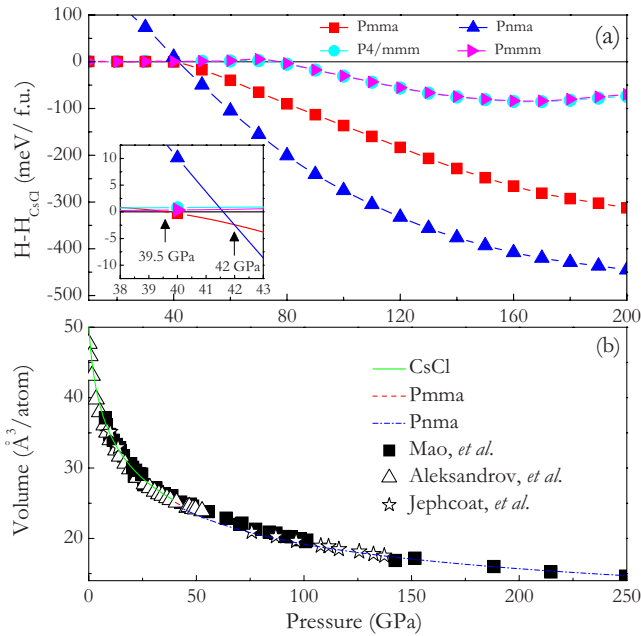 Pmma Pnma
P4/mmm Pmmm (a)
H-H_CsCl (meV/ f.u.)
0
-100
-200
-300
-400
-500
10
5
0
-5
-10
39.5 GPa 42 GPa
38 39 40 41 42 43
0 40 80 120 160 200
(b)
Volume (Å³/atom)
50
40
30
20
10
CsCl
Pmma
Pnma
Mao, et al.
Aleksandrov, et al.
Jephcoat, et al.
0 50 100 150 200 250
Pressure (GPa)